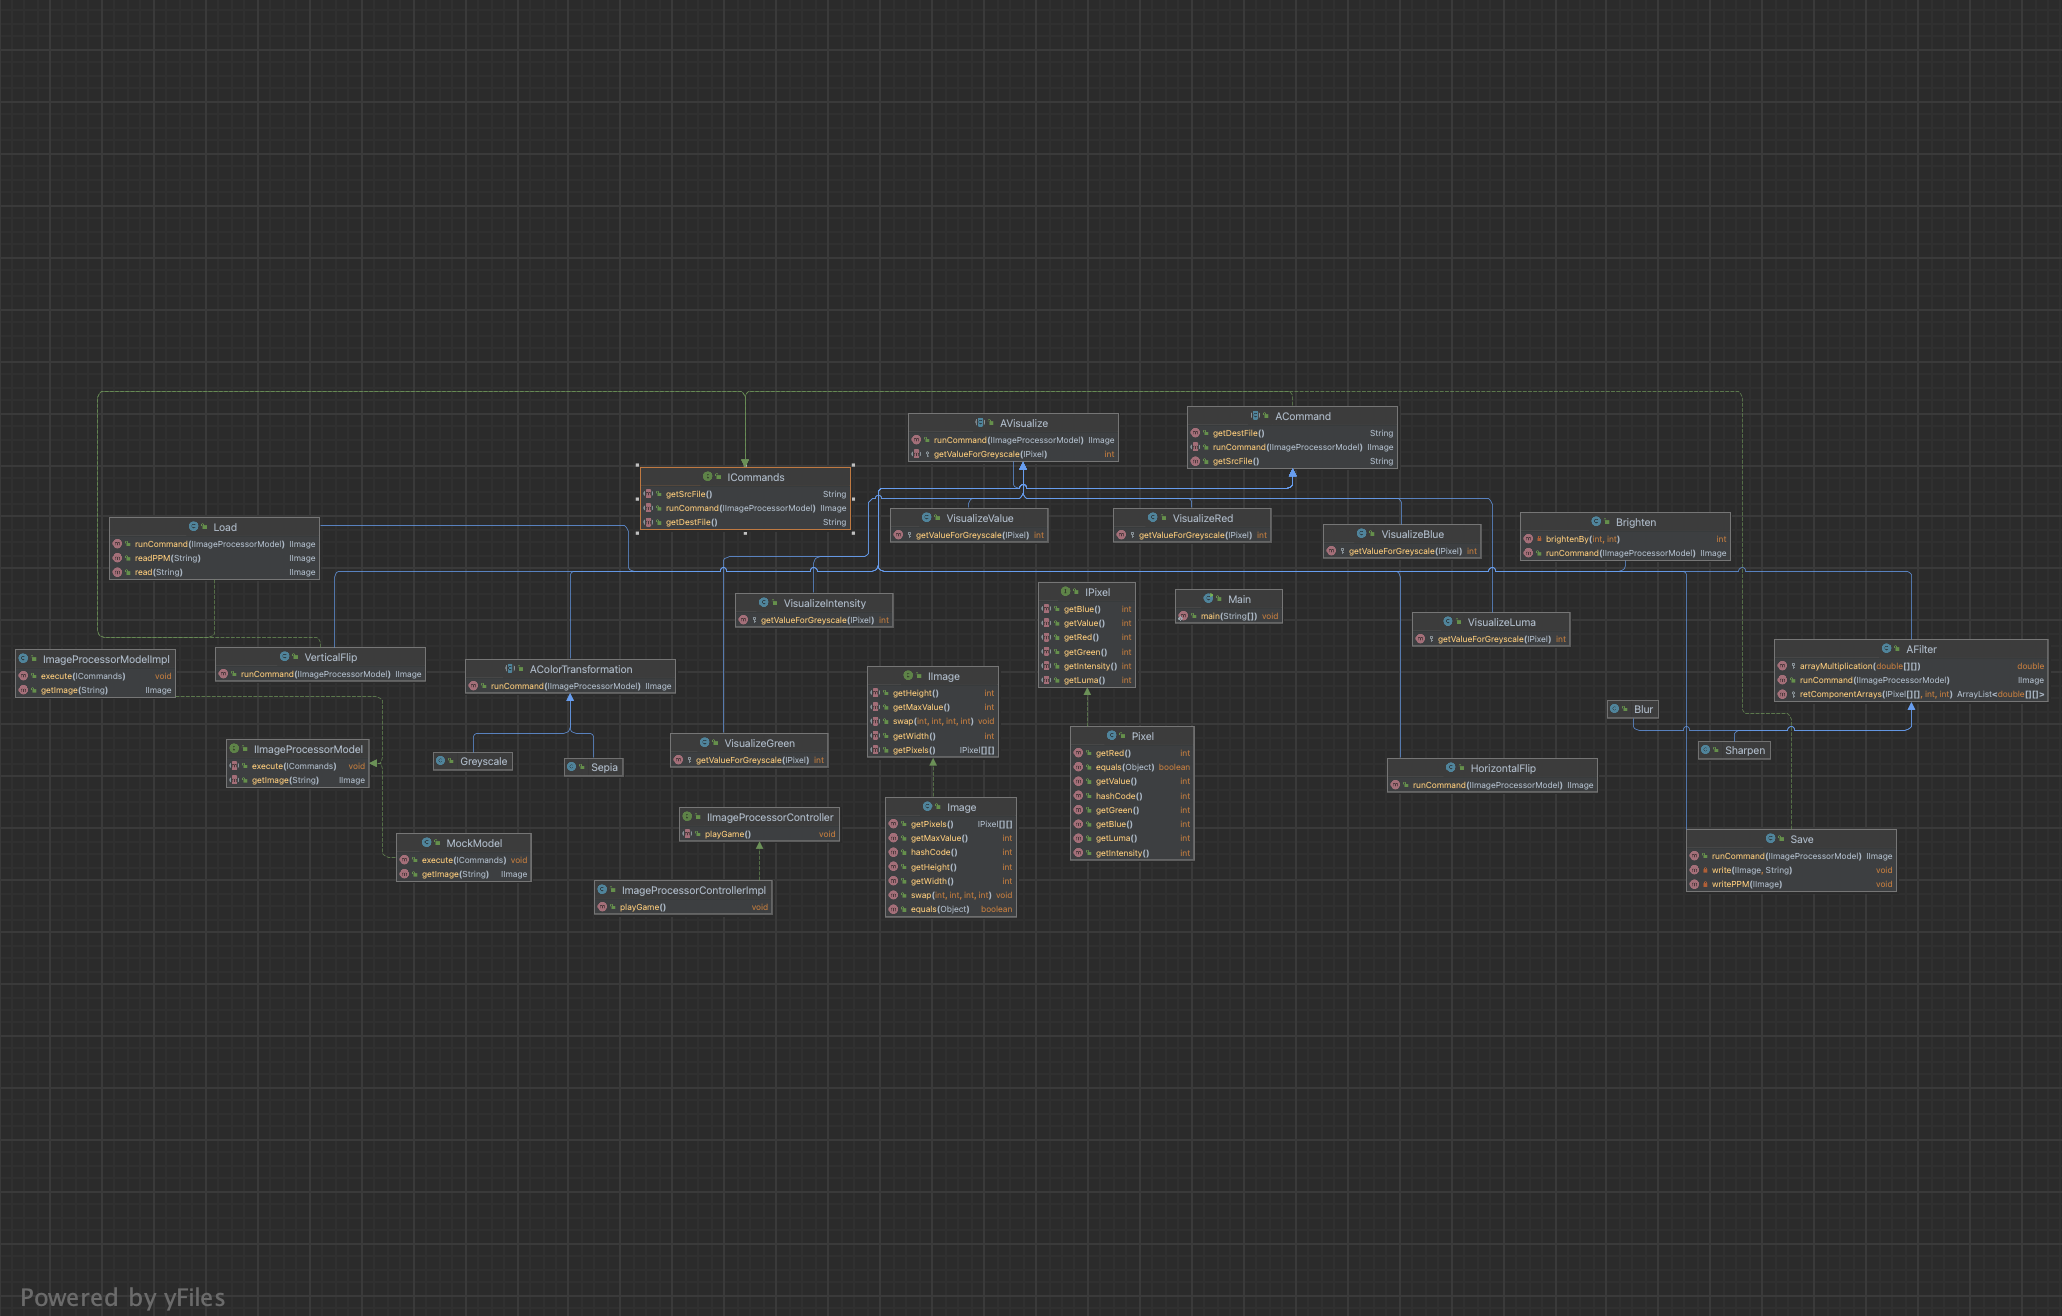 AVisualize
runCommand(IImageProcessorModel) IImage
getValueForGreyscale(IPixel) int
ACommand
getDestFile() String
runCommand(IImageProcessorModel) IImage
getSrcFile() String
ICommands
getSrcFile() String
runCommand(IImageProcessorModel) IImage
getDestFile() String
Load
runCommand(IImageProcessorModel) IImage
readPPM(String) IImage
read(String) IImage
VisualizeValue
getValueForGreyscale(IPixel) int
VisualizeRed
getValueForGreyscale(IPixel) int
VisualizeBlue
getValueForGreyscale(IPixel) int
Brighten
brightenBy(int, int) int
runCommand(IImageProcessorModel) IImage
VisualizeIntensity
getValueForGreyscale(IPixel) int
IPixel
getBlue() int
getValue() int
getRed() int
getGreen() int
getIntensity() int
getLuma() int
Main
main(String[]) void
VisualizeLuma
getValueForGreyscale(IPixel) int
ImageProcessorModelImpl
execute(ICommands) void
getImage(String) IImage
VerticalFlip
runCommand(IImageProcessorModel) IImage
AColorTransformation
runCommand(IImageProcessorModel) IImage
IImage
getHeight() int
getMaxValue() int
swap(int, int, int, int) void
getWidth() int
getPixels() IPixel[][]
AFilter
arrayMultiplication(double[][]) double
runCommand(IImageProcessorModel) IImage
retComponentArrays(IPixel[][], int, int) ArrayList<double[][]>
Blur
Sharpen
IImageProcessorModel
execute(ICommands) void
getImage(String) IImage
Greyscale
Sepia
VisualizeGreen
getValueForGreyscale(IPixel) int
Pixel
getRed() int
equals(Object) boolean
getValue() int
hashCode() int
getGreen() int
getBlue() int
getLuma() int
getIntensity() int
HorizontalFlip
runCommand(IImageProcessorModel) IImage
IImageProcessorController
playGame() void
Image
getPixels() IPixel[][]
getMaxValue() int
hashCode() int
getHeight() int
getWidth() int
swap(int, int, int, int) void
equals(Object) boolean
MockModel
execute(ICommands) void
getImage(String) IImage
Save
runCommand(IImageProcessorModel) IImage
write(IImage, String) void
writePPM(IImage) void
ImageProcessorControllerImpl
playGame() void
Powered by yFiles